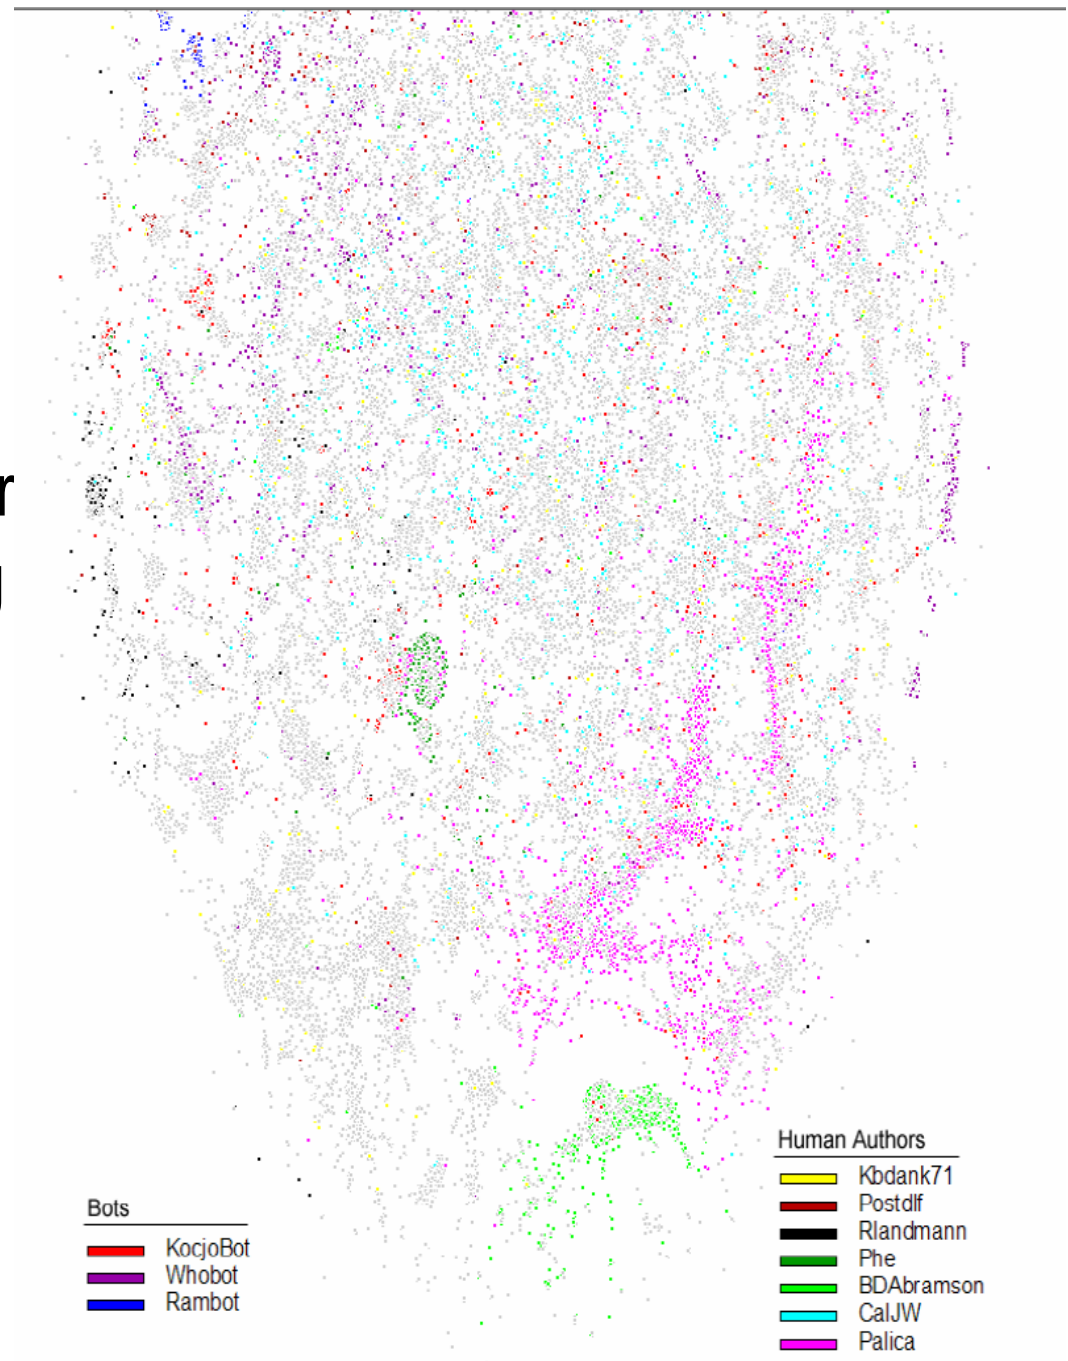 r
g
Human Authors
Kbdank71
Postdlf
Rlandmann
Phe
BDAbramson
CalJW
Palica
Bots
KocjoBot
Whobot
Rambot